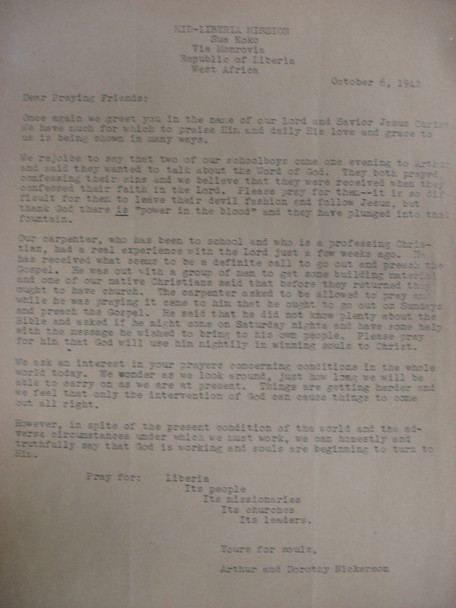 MID-LIBERIA MISSION
Sua Koko
Via Monrovia
Republic of Liberia
West Africa
October 6, 1942
Dear Praying Friends:
Once again we greet you in the name of our Lord and Savior Jesus Christ
We have much for which to praise Him and daily His love and grace to
us is being shown in many ways.
We rejoice to say that two of our schoolboys came one evening to Arthur
and said they wanted to talk about the Word of God. They both prayed,
confessing their sins and we believe that they were received when they
confessed their faith in the Lord. Please pray for them--it is so dif-
ficult for them to leave their devil fashion and follow Jesus, but
thank God there is "power in the blood" and they have plunged into that
fountain.
Our carpenter, who has been to school and who is a professing Chris-
tian, had a real experience with the Lord just a few weeks ago. He
has received what seems to be a definite call to go out and preach the
Gospel. He was out with a group of men to get some building material
and one of our native Christians said that before they returned they
ought to have church. The carpenter asked to be allowed to pray and
while he was praying it came to him that he ought to go out on Sundays
and preach the Gospel. He said that he did not know plenty about the
Bible and asked if he might come on Saturday nights and have some help
with the message he wished to bring to his own people. Please pray
for him that God will use him mightily in winning souls to Christ.
We ask an interest in your prayers concerning conditions in the whole
world today. We wonder as we look around, just how long we will be
able to carry on as we are at present. Things are getting harder and
we feel that only the intervention of God can cause things to come
out all right.
However, in spite of the present condition of the world and the ad-
verse circumstances under which we must work, we can honestly and
truthfully say that God is working and souls are beginning to turn to
Him.
Pray for: Liberia
Its people
Its missionaries
Its churches
Its leaders.
Yours for souls,
Arthur and Dorothy Nickerson